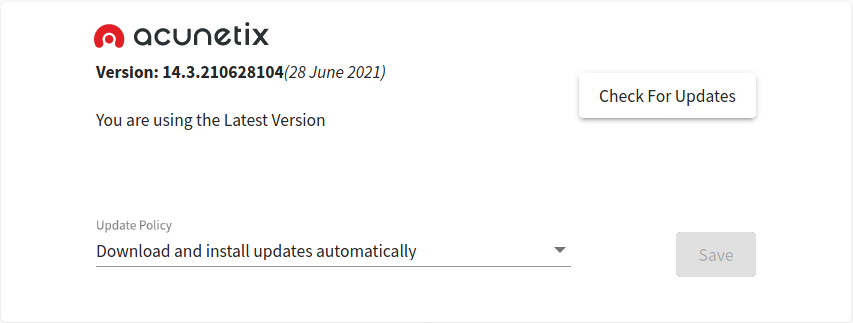 acunetix
Version: 14.3.210628104(28 June 2021)
Check For Updates
You are using the Latest Version
Update Policy
Download and install updates automatically
Save